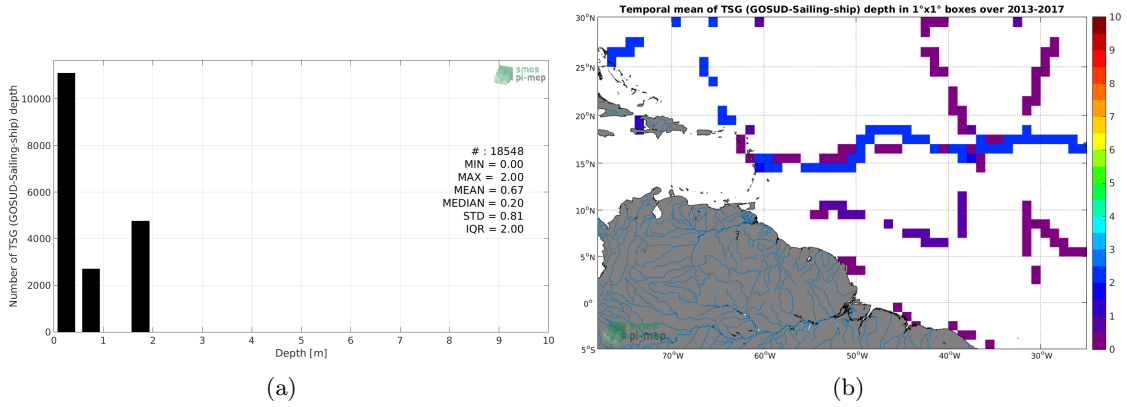 smos
pi-mep
Number of TSG (GOSUD-Sailing-ship) depth
10000
8000
6000
4000
2000
0
# : 18548
MIN = 0.00
MAX = 2.00
MEAN = 0.67
MEDIAN = 0.20
STD = 0.81
IQR = 2.00
0 1 2 3 4 5 6 7 8 9 10
Depth [m]
(a)
Temporal mean of TSG (GOSUD-Sailing-ship) depth in 1°x1° boxes over 2013-2017
30°N
25°N
20°N
15°N
10°N
5°N
0°
5°S
70°W 60°W 50°W 40°W 30°W
smos
pi-mep
10
9
8
7
6
5
4
3
2
1
0
(b)